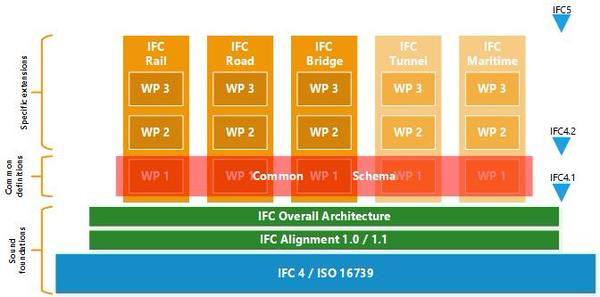 IFC5
IFC Rail
IFC Road
IFC Bridge
IFC Tunnel
IFC Maritime
WP 3 WP 3 WP 3 WP 3 WP 3
WP 2 WP 2 WP 2 WP 2 WP 2
Specific extensions
IFC4.2
WP 1 WP 1 WP 1 WP 1 WP 1
Common Schema
Common definitions
IFC4.1
IFC Overall Architecture
IFC Alignment 1.0 / 1.1
Sound foundations
IFC 4 / ISO 16739